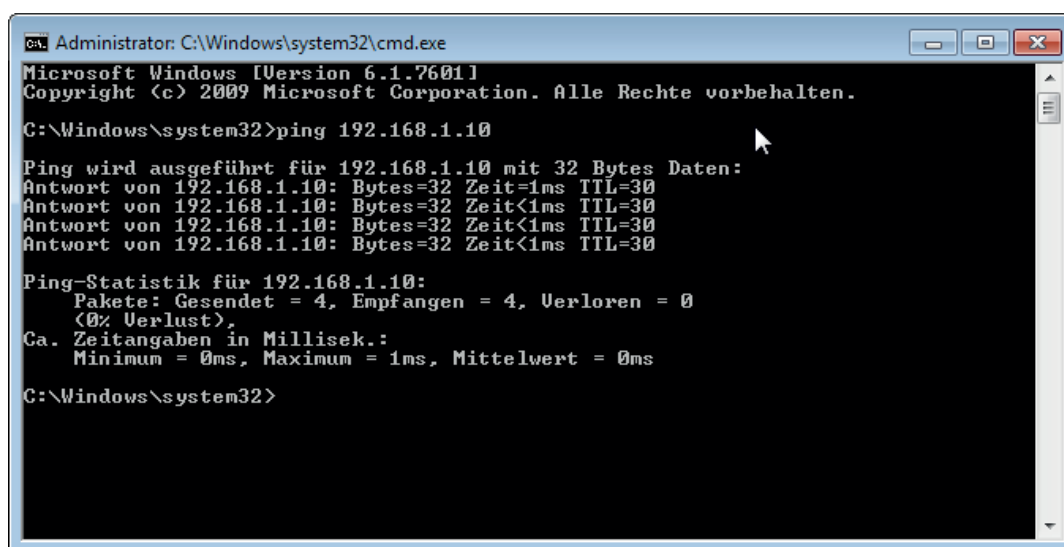 Administrator: C:\Windows\system32\cmd.exe
Microsoft Windows [Version 6.1.7601]
Copyright (c) 2009 Microsoft Corporation. Alle Rechte vorbehalten.
C:\Windows\system32>ping 192.168.1.10
Ping wird ausgeführt für 192.168.1.10 mit 32 Bytes Daten:
Antwort von 192.168.1.10: Bytes=32 Zeit=1ms TTL=30
Antwort von 192.168.1.10: Bytes=32 Zeit<1ms TTL=30
Antwort von 192.168.1.10: Bytes=32 Zeit<1ms TTL=30
Antwort von 192.168.1.10: Bytes=32 Zeit<1ms TTL=30
Ping-Statistik für 192.168.1.10:
Pakete: Gesendet = 4, Empfangen = 4, Verloren = 0
(0% Verlust),
Ca. Zeitangaben in Millisek.:
Minimum = 0ms, Maximum = 1ms, Mittelwert = 0ms
C:\Windows\system32>